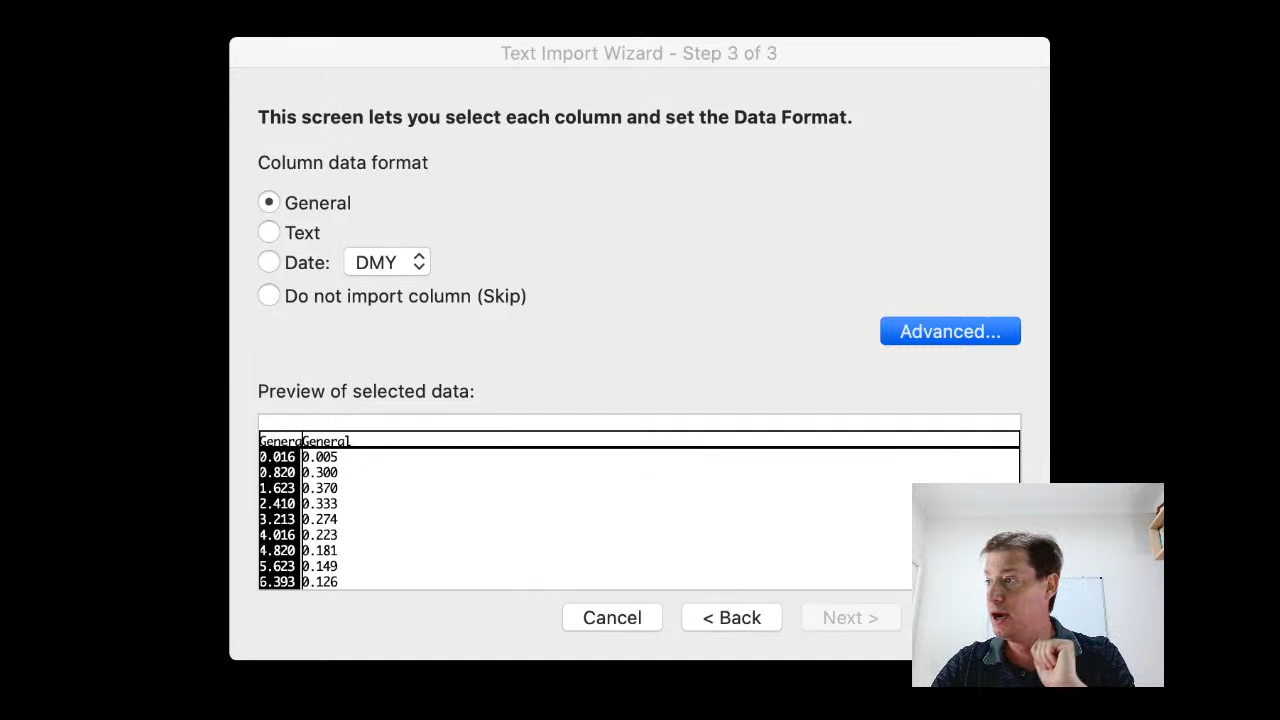 Text Import Wizard - Step 3 of 3
This screen lets you select each column and set the Data Format.
Column data format
General
Text
Date: DMY
Do not import column (Skip)
Advanced...
Preview of selected data:
General General
0.016 0.005
0.820 0.300
1.623 0.370
2.410 0.333
3.213 0.274
4.016 0.223
4.820 0.181
5.623 0.149
6.393 0.126
Cancel < Back Next >